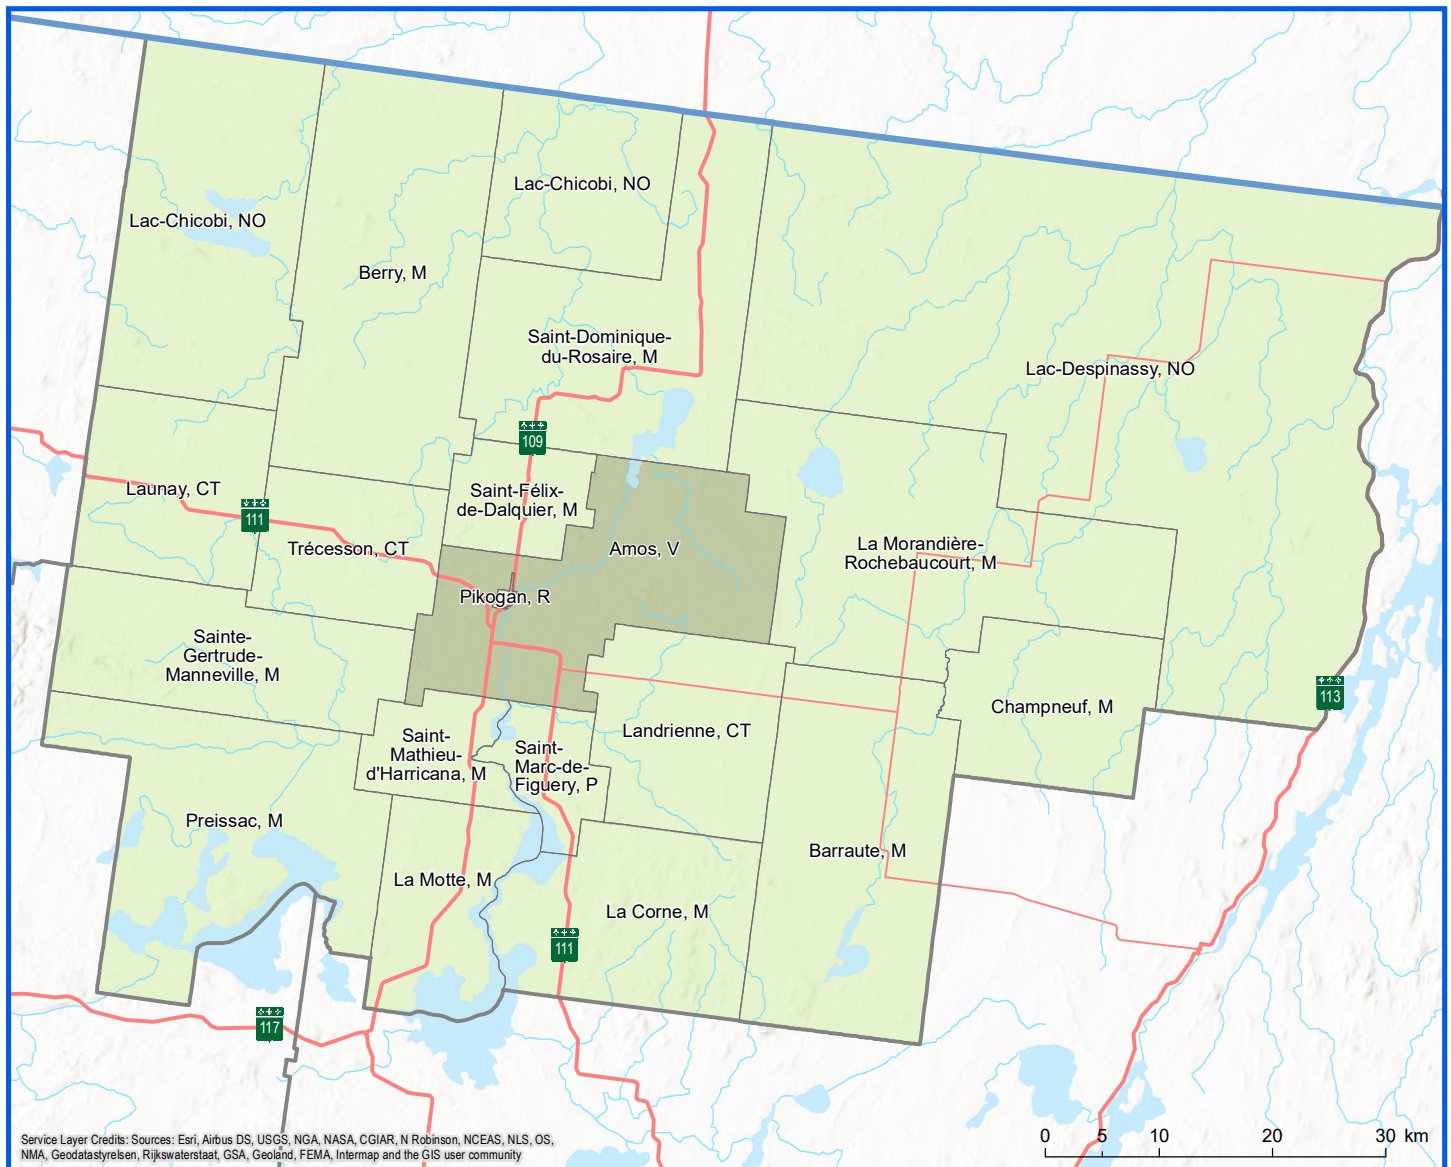 Lac-Chicobi, NO
Lac-Chicobi, NO
Berry, M
Saint-Dominique-
du-Rosaire, M
Lac-Despinassy, NO
109
Launay, CT
111
Saint-Félix-
de-Dalquier, M
Trécesson, CT
Amos, V
La Morandière-
Rochebaucourt, M
Pikogan, R
Sainte-
Gertrude-
Manneville, M
113
Champneuf, M
Saint-
Mathieu-
d'Harricana, M
Saint-
Marc-de-
Figuery, P
Landrienne, CT
Preissac, M
Barraute, M
La Motte, M
La Corne, M
111
117
Service Layer Credits: Sources: Esri, Airbus DS, USGS, NGA, NASA, CGIAR, N Robinson, NCEAS, NLS, OS,
NMA, Geodatastyrelsen, Rijkswaterstaat, GSA, Geoland, FEMA, Intermap and the GIS user community
0 5 10 20 30 km